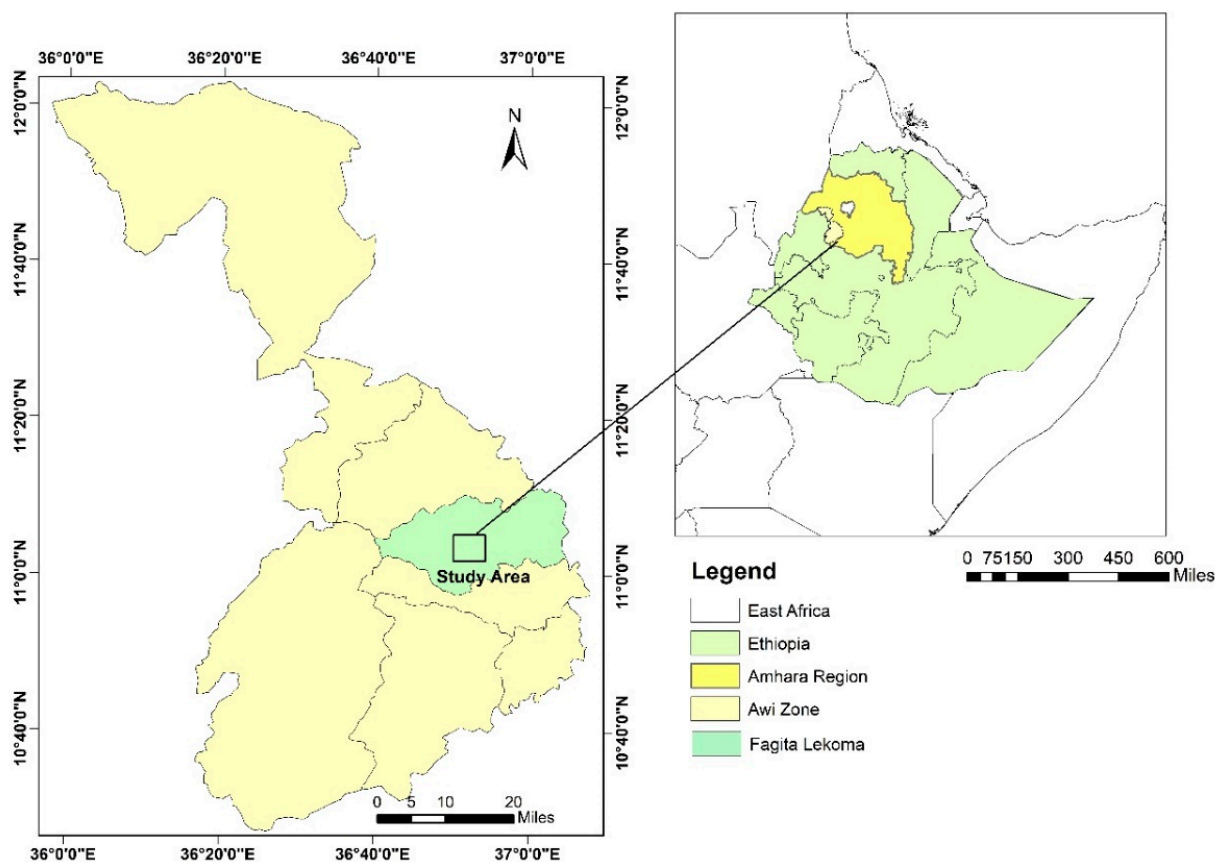 36°0'0"E 36°20'0"E 36°40'0"E 37°0'0"E
12°0'0"N
11°40'0"N
11°20'0"N
11°0'0"N
10°40'0"N
N
Study Area
0 5 10 20
Miles
12°0'0"N
11°40'0"N
11°20'0"N
11°0'0"N
10°40'0"N
36°0'0"E 36°20'0"E 36°40'0"E 37°0'0"E
Legend
East Africa
Ethiopia
Amhara Region
Awi Zone
Fagita Lekoma
0 75150 300 450 600
Miles